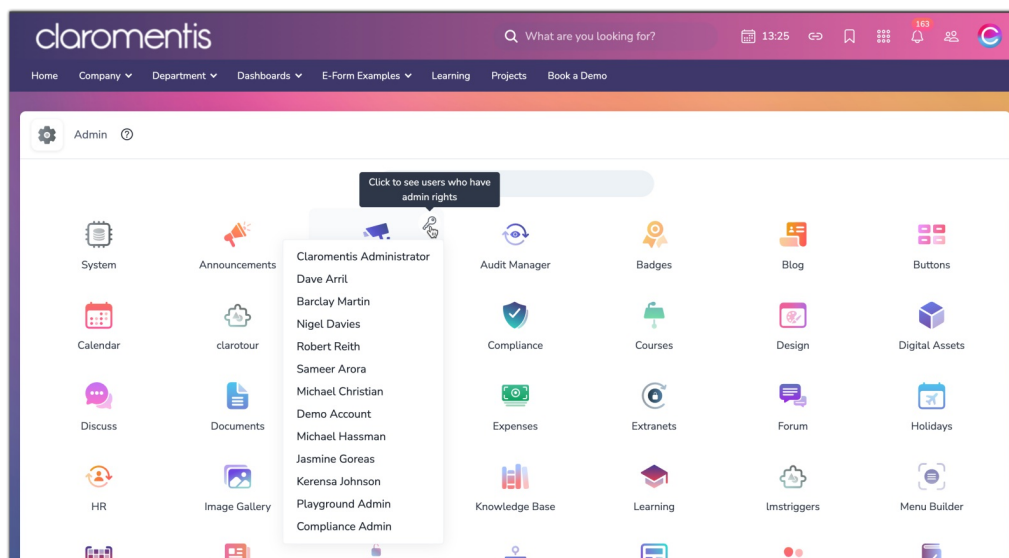 claromentis
What are you looking for?
13:25
163
Home Company Department Dashboards E-Form Examples Learning Projects Book a Demo
Admin
Click to see users who have
admin rights
System Announcements Audit Manager Badges Blog Buttons
Claromentis Administrator
Dave Arril
Barclay Martin
Nigel Davies
Robert Reith
Sameer Arora
Michael Christian
Demo Account
Michael Hassman
Jasmine Goreas
Kerensa Johnson
Playground Admin
Compliance Admin
Calendar clarotour Compliance Courses Design Digital Assets
Discuss Documents Expenses Extranets Forum Holidays
HR Image Gallery Knowledge Base Learning lmstriggers Menu Builder